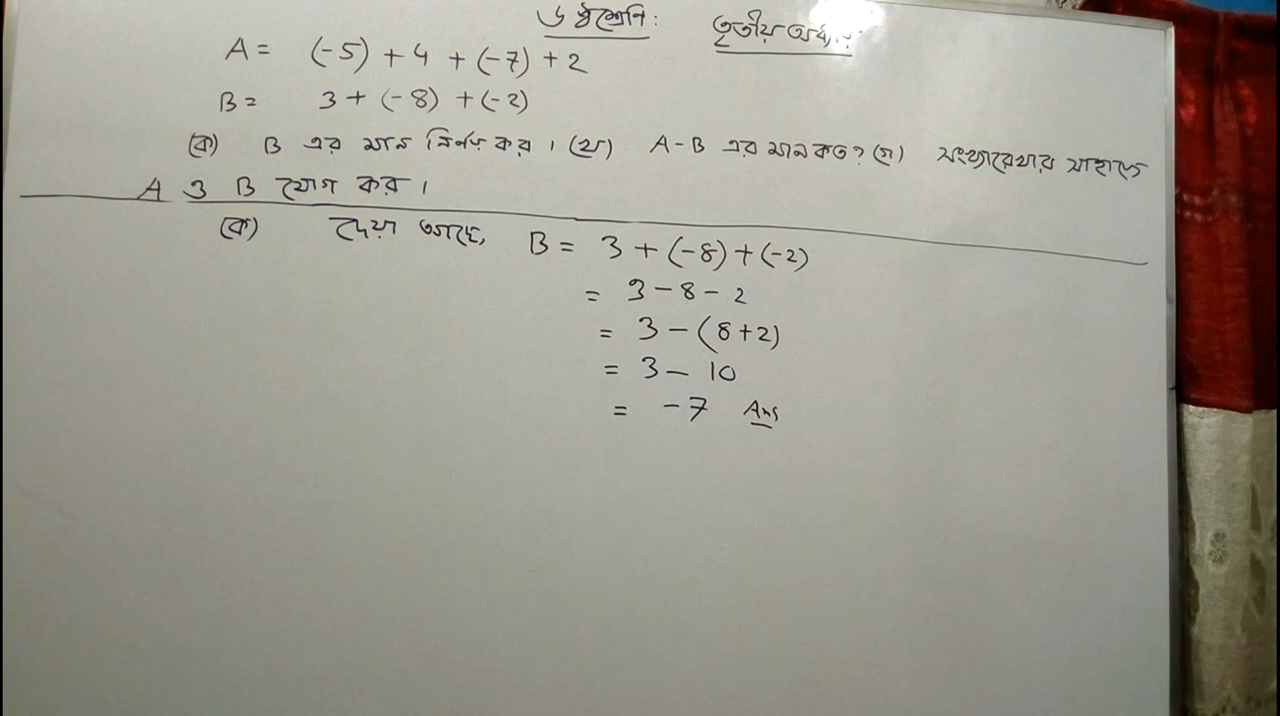 ৬ষ্ঠ শ্রেণি: তৃতীয় অধ্যায়
A = (-5) + 4 + (-7) + 2
B = 3 + (-8) + (-2)
(ক) B এর মান নির্ণয় কর। (খ) A-B এর মান কত? (গ) সংখ্যারেখার সাহায্যে
A ও B যোগ কর।
(ক) দেয়া আছে, B = 3 + (-8) + (-2)
= 3 - 8 - 2
= 3 - (8+2)
= 3 - 10
= -7 Ans